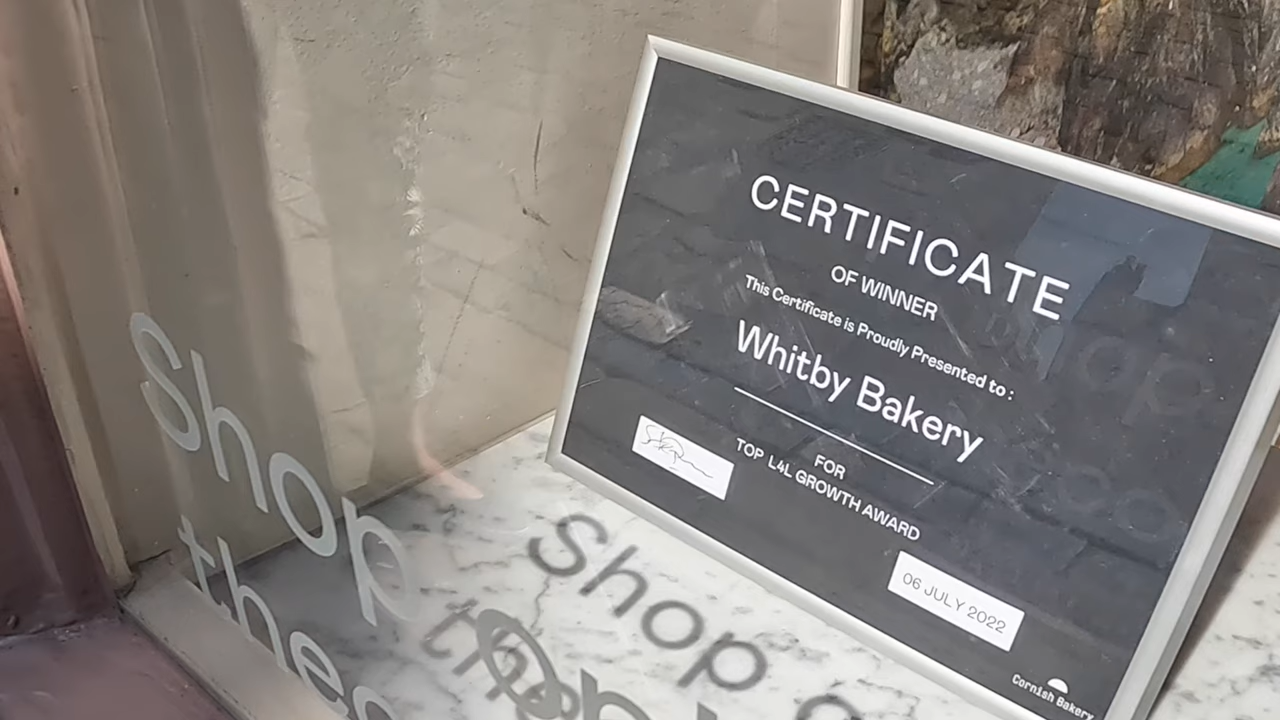 CERTIFICATE
OF WINNER
This Certificate is Proudly Presented to :
Whitby Bakery
FOR
TOP L4L GROWTH AWARD
06 JULY 2022
Cornish Bakery
Shop
the
Shop